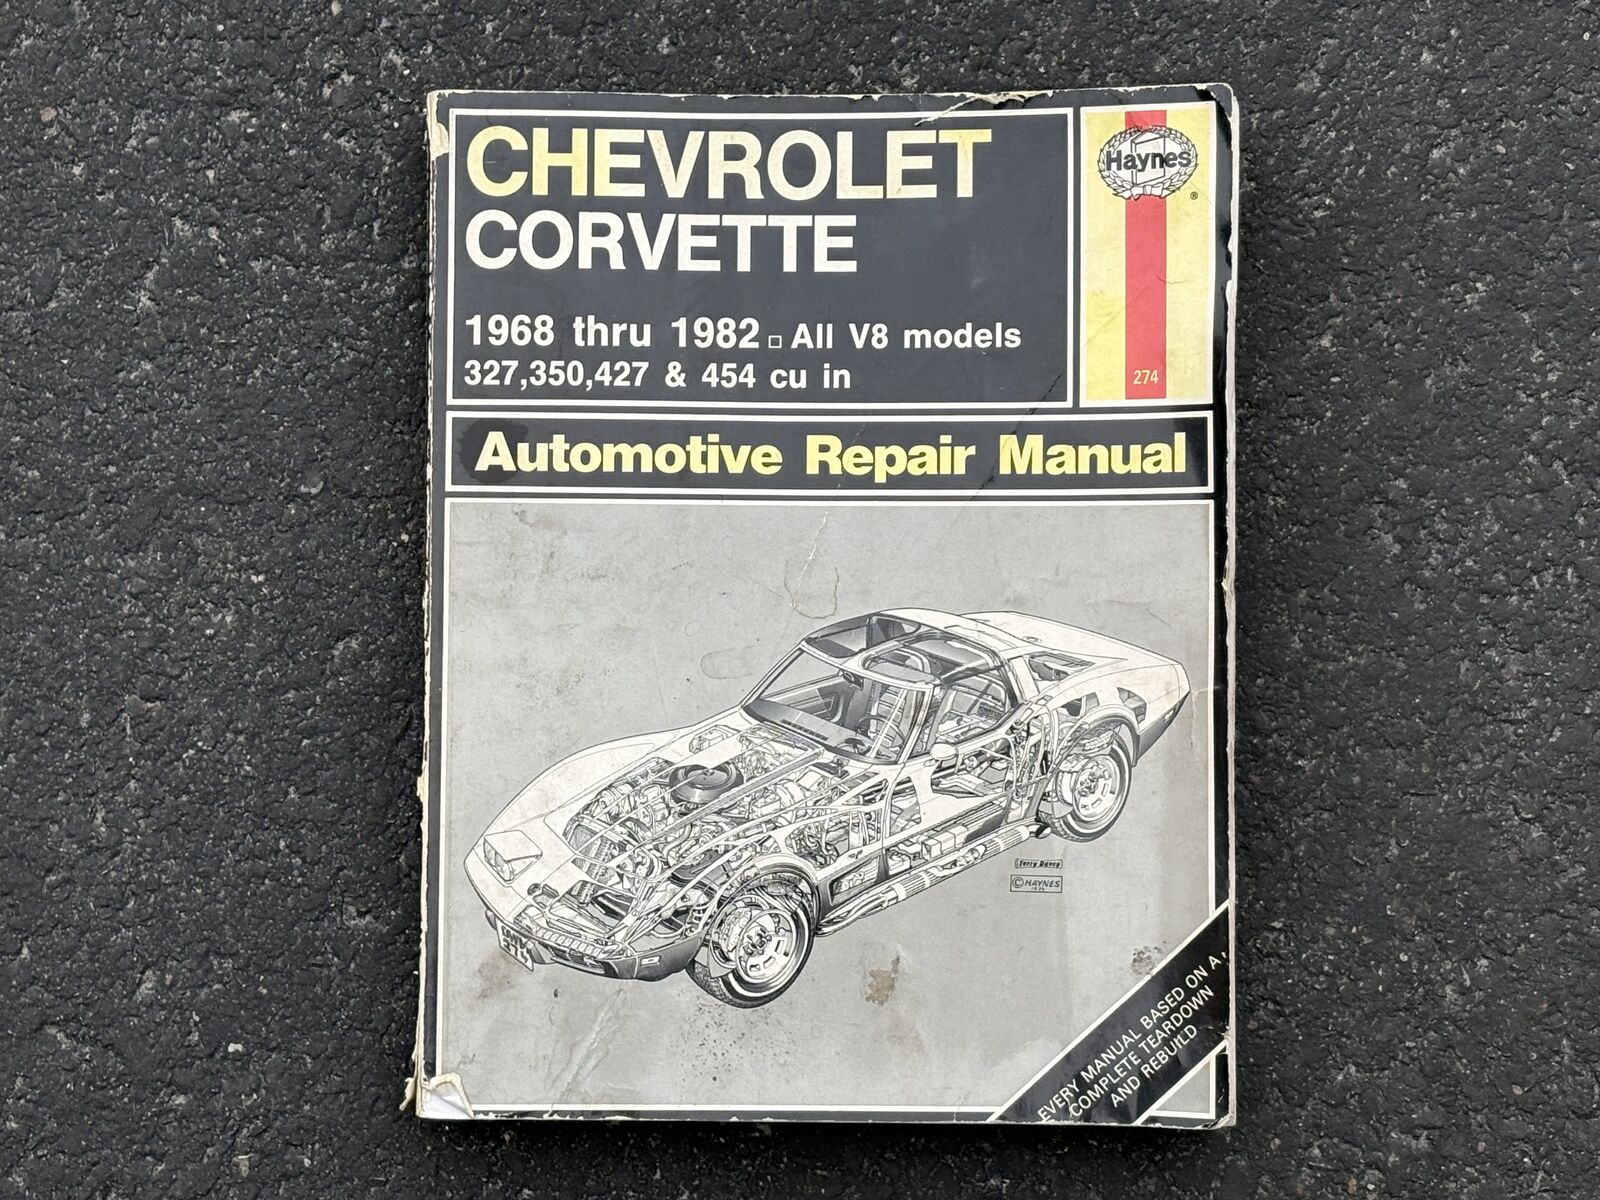 CHEVROLET
CORVETTE
1968 thru 1982 □ All V8 models
327,350,427 & 454 cu in
Haynes
®
274
Automotive Repair Manual
Terry Davey
© HAYNES
EVERY MANUAL BASED ON A
COMPLETE TEARDOWN
AND REBUILD